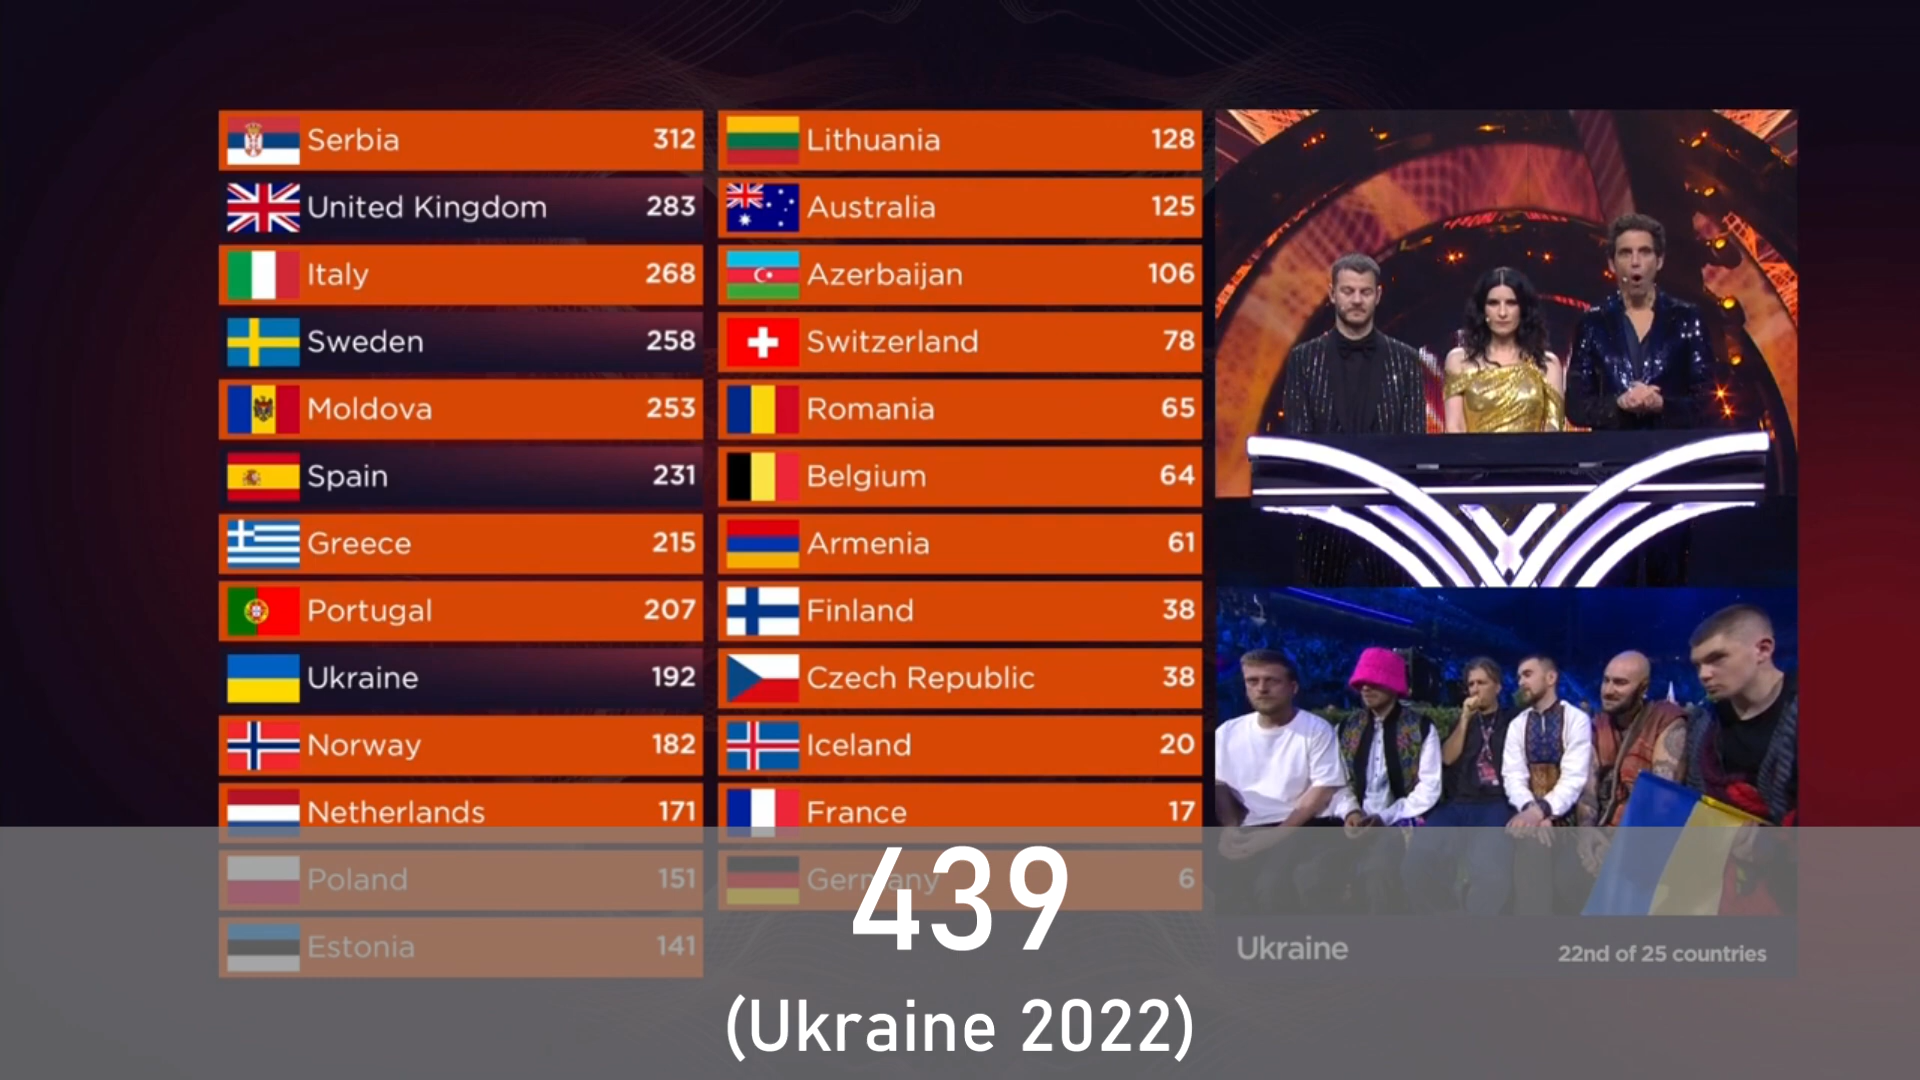 Serbia 312
United Kingdom 283
Italy 268
Sweden 258
Moldova 253
Spain 231
Greece 215
Portugal 207
Ukraine 192
Norway 182
Netherlands 171
Poland 151
Estonia 141
Lithuania 128
Australia 125
Azerbaijan 106
Switzerland 78
Romania 65
Belgium 64
Armenia 61
Finland 38
Czech Republic 38
Iceland 20
France 17
Germany 6
Ukraine 22nd of 25 countries
439
(Ukraine 2022)